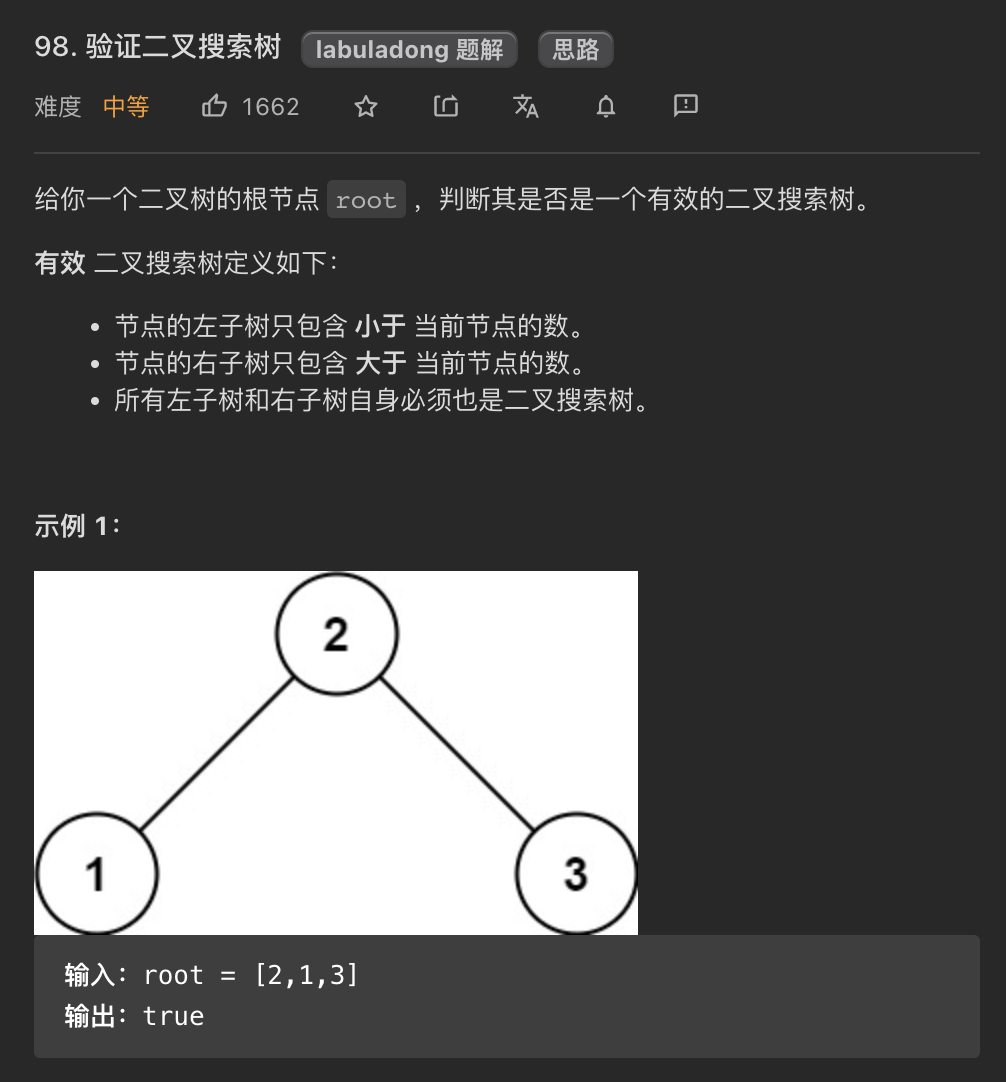 98. 验证二叉搜索树 labuladong 题解 思路
难度 中等 1662
给你一个二叉树的根节点 root ，判断其是否是一个有效的二叉搜索树。
有效 二叉搜索树定义如下：
• 节点的左子树只包含 小于 当前节点的数。
• 节点的右子树只包含 大于 当前节点的数。
• 所有左子树和右子树自身必须也是二叉搜索树。
示例 1：
2
1 3
输入：root = [2,1,3]
输出：true